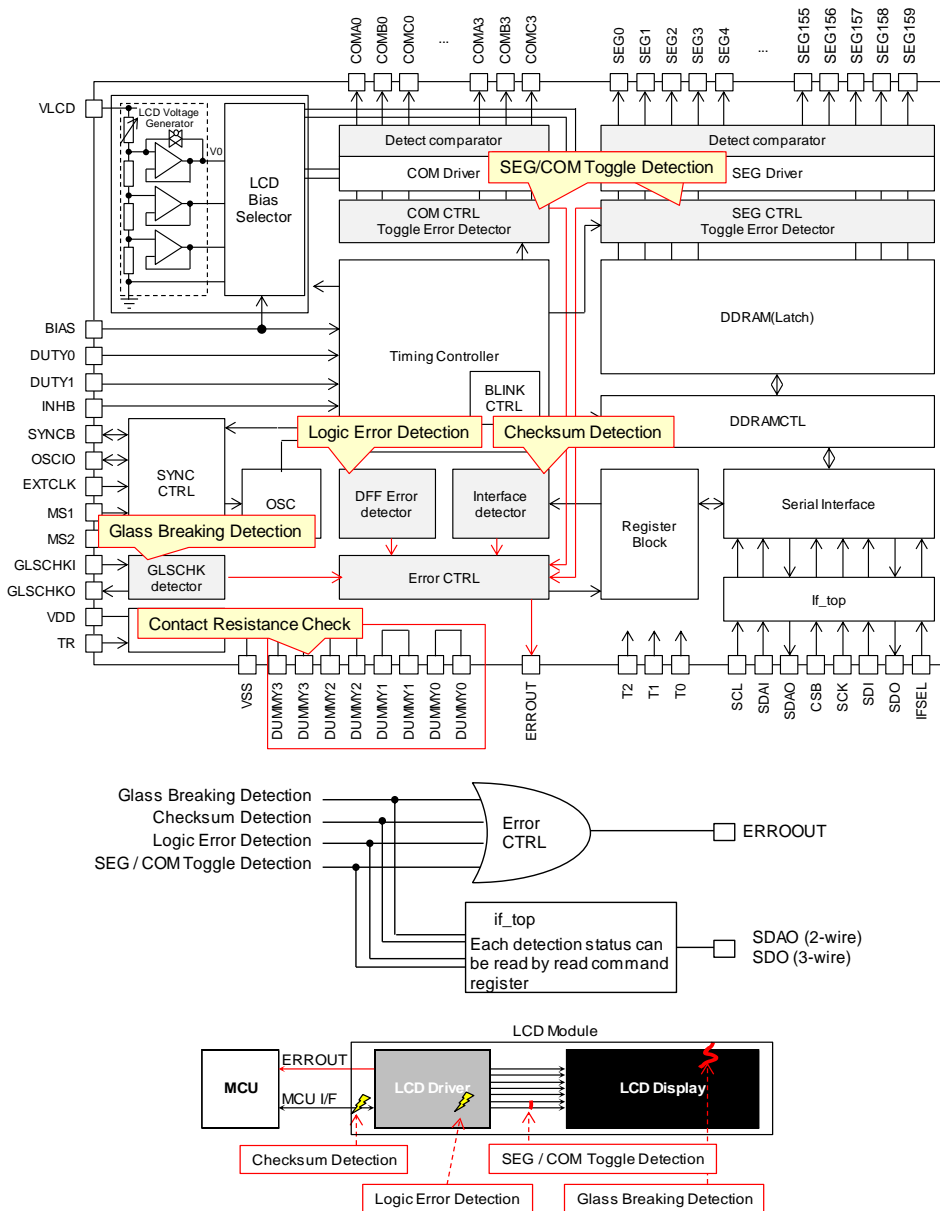 COMA0
COMB0
COMC0
...
COMA3
COMB3
COMC3
SEG0
SEG1
SEG2
SEG3
SEG4
...
SEG155
SEG156
SEG157
SEG158
SEG159
VLCD
LCD Voltage
Generator
V0
LCD
Bias
Selector
Detect comparator
COM Driver
COM CTRL
Toggle Error Detector
Detect comparator
SEG Driver
SEG CTRL
Toggle Error Detector
SEG/COM Toggle Detection
BIAS
DUTY0
DUTY1
INHB
SYNCB
OSCIO
EXTCLK
MS1
MS2
GLSCHKI
GLSCHKO
VDD
TR
Timing Controller
BLINK
CTRL
DDRAM(Latch)
DDRAMCTL
Logic Error Detection
Checksum Detection
SYNC
CTRL
OSC
DFF Error
detector
Interface
detector
Register
Block
Serial Interface
Glass Breaking Detection
GLSCHK
detector
Error CTRL
If_top
Contact Resistance Check
VSS
DUMMY3
DUMMY3
DUMMY2
DUMMY2
DUMMY1
DUMMY1
DUMMY0
DUMMY0
ERROUT
T2
T1
T0
SCL
SDAI
SDAO
CSB
SCK
SDI
SDO
IFSEL
Glass Breaking Detection
Checksum Detection
Logic Error Detection
SEG / COM Toggle Detection
Error
CTRL
ERROOUT
if_top
Each detection status can
be read by read command
register
SDAO (2-wire)
SDO (3-wire)
LCD Module
MCU
ERROUT
MCU I/F
LCD Driver
LCD Display
Checksum Detection
SEG / COM Toggle Detection
Logic Error Detection
Glass Breaking Detection